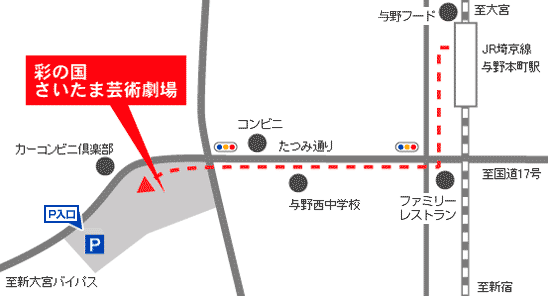 与野フード
至大宮
JR埼京線
与野本町駅
彩の国
さいたま芸術劇場
コンビニ
たつみ通り
カーコンビニ倶楽部
至国道17号
与野西中学校
ファミリー
レストラン
P入口
P
至新大宮バイパス
至新宿